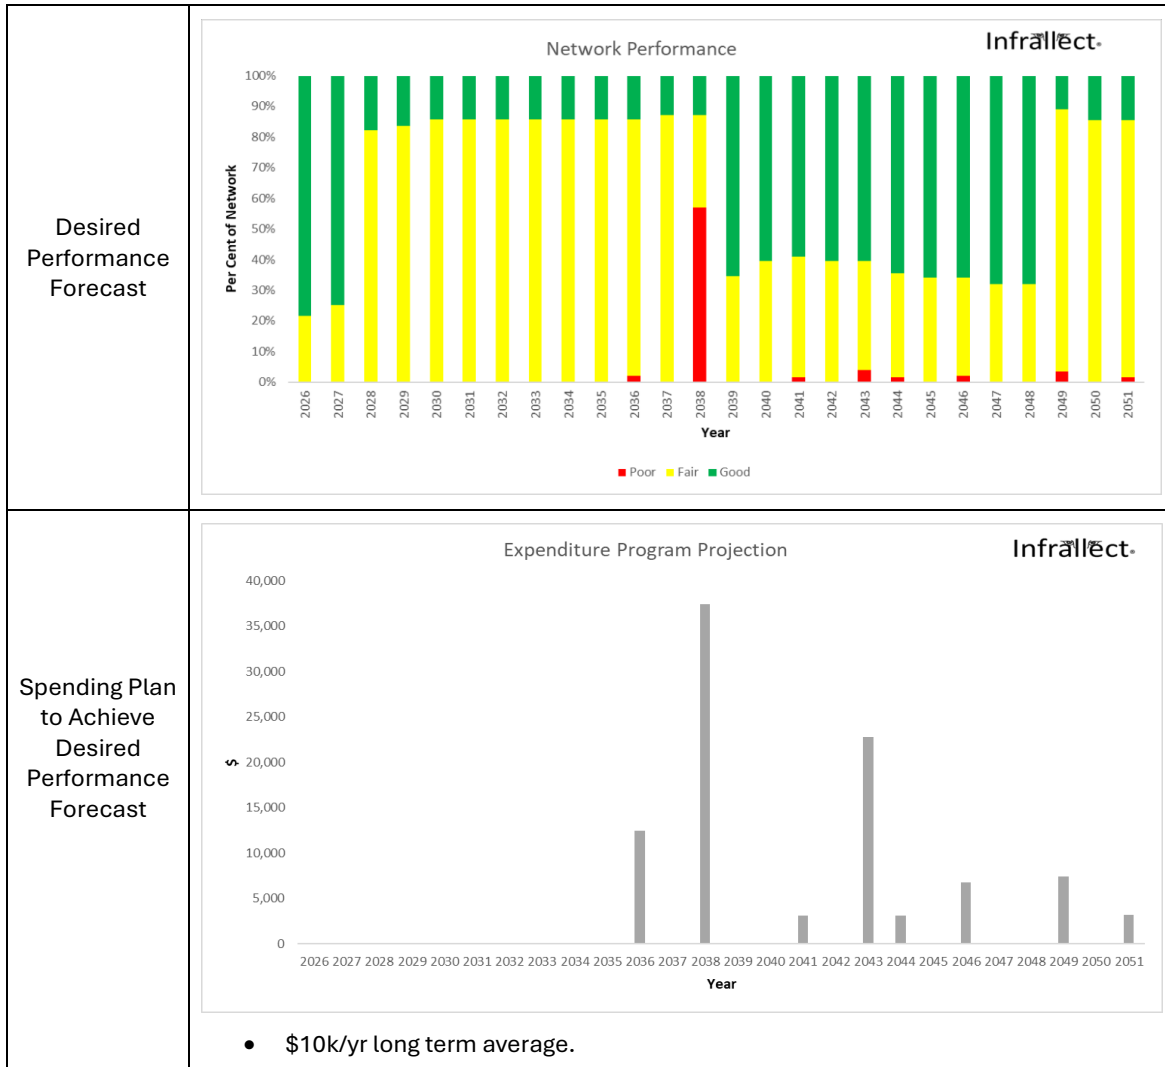 Desired
Performance
Forecast
Network Performance
Infrallect
100%
90%
80%
70%
60%
50%
40%
30%
20%
10%
0%
Per Cent of Network
2026 2027 2028 2029 2030 2031 2032 2033 2034 2035 2036 2037 2038 2039 2040 2041 2042 2043 2044 2045 2046 2047 2048 2049 2050 2051
Year
Poor Fair Good
Spending Plan
to Achieve
Desired
Performance
Forecast
Expenditure Program Projection
Infrallect
40,000
35,000
30,000
25,000
20,000
15,000
10,000
5,000
0
$
2026 2027 2028 2029 2030 2031 2032 2033 2034 2035 2036 2037 2038 2039 2040 2041 2042 2043 2044 2045 2046 2047 2048 2049 2050 2051
Year
• $10k/yr long term average.